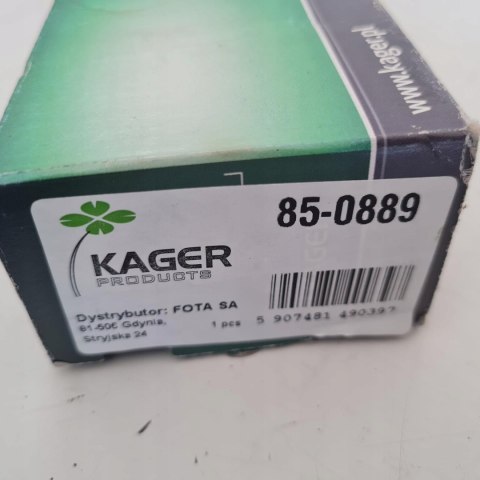 www.kager.pl
85-0889
KAGER
PRODUCTS
Dystrybutor: FOTA SA
81-506 Gdynia,
Stryjska 24
1 pcs
5 907481 490397